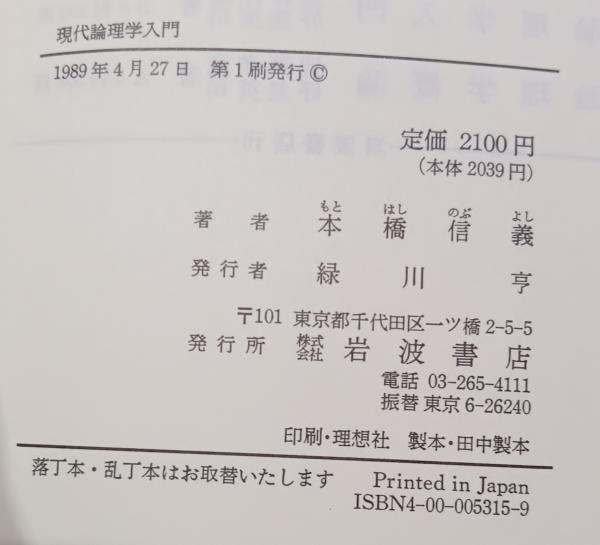 現代論理学入門
1989年4月27日 第1刷発行 ©
定価 2100円
(本体 2039円)
もと はし のぶ よし
著者 本橋信義
発行者 緑川亨
〒101 東京都千代田区一ツ橋2-5-5
発行所 株式会社 岩波書店
電話 03-265-4111
振替 東京6-26240
印刷・理想社 製本・田中製本
落丁本・乱丁本はお取替いたします Printed in Japan
ISBN4-00-005315-9